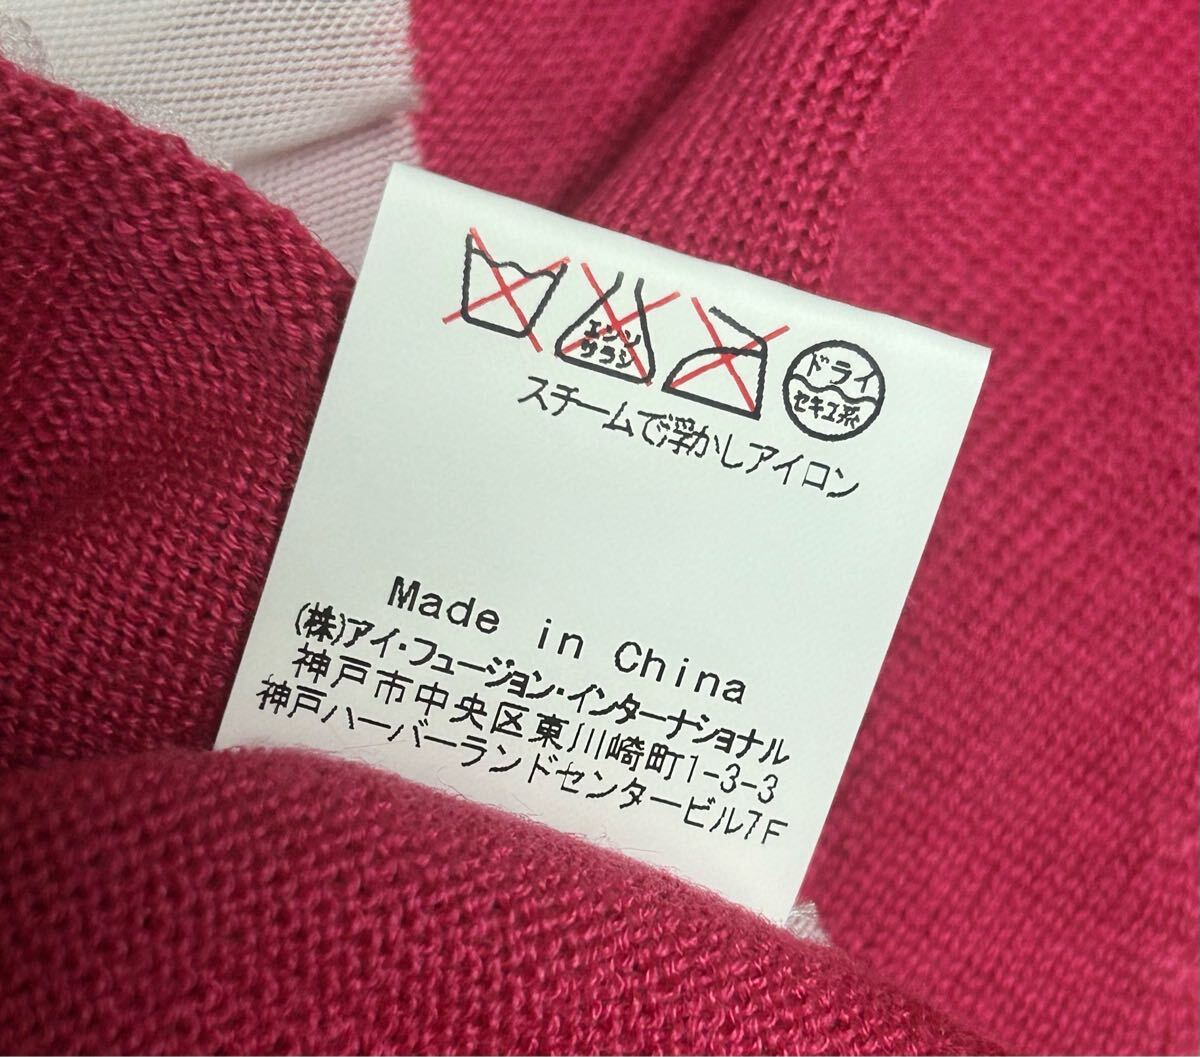 エンソ
サラシ
ドライ
セキユ系
スチームで浮かしアイロン
Made in China
(株)アイ・フュージョン・インターナショナル
神戸市中央区東川崎町1-3-3
神戸ハーバーランドセンタービル7F